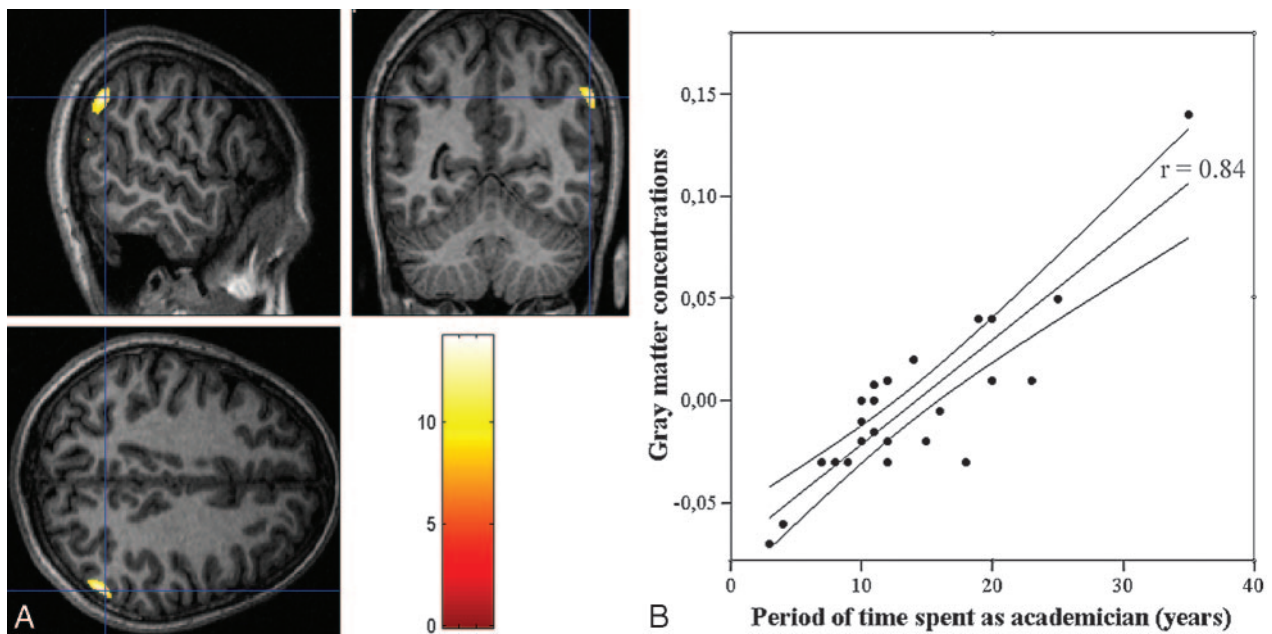 A
10
5
0
B
Gray matter concentrations
0,15
0,10
0,05
0,00
-0,05
r = 0.84
0 10 20 30 40
Period of time spent as academician (years)